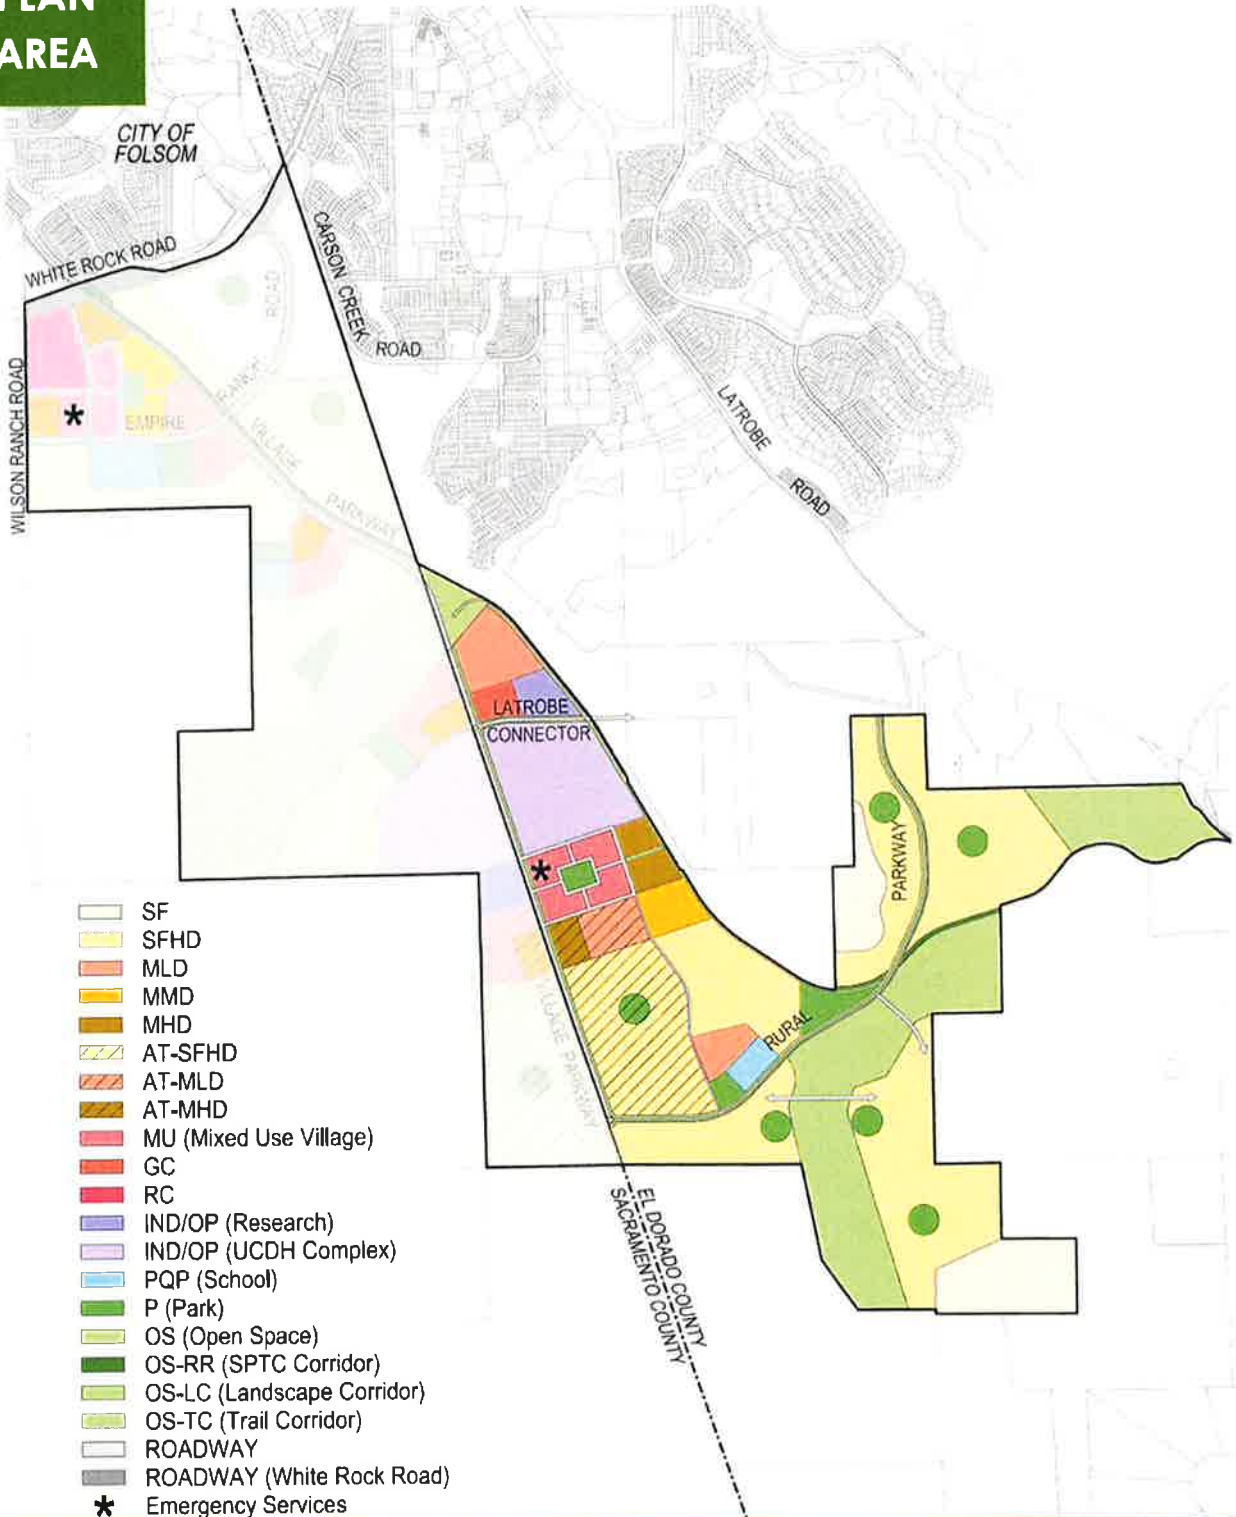 PLAN
AREA
CITY OF
FOLSOM
WHITE ROCK ROAD
CARSON CREEK
ROAD
ROAD
WILSON RANCH ROAD
EMPIRE
RANCH
VILLAGE
PARKWAY
LATROBE
ROAD
LATROBE
CONNECTOR
PARKWAY
RURAL
VILLAGE PARKWAY
EL DORADO COUNTY
SACRAMENTO COUNTY
SF
SFHD
MLD
MMD
MHD
AT-SFHD
AT-MLD
AT-MHD
MU (Mixed Use Village)
GC
RC
IND/OP (Research)
IND/OP (UCDH Complex)
PQP (School)
P (Park)
OS (Open Space)
OS-RR (SPTC Corridor)
OS-LC (Landscape Corridor)
OS-TC (Trail Corridor)
ROADWAY
ROADWAY (White Rock Road)
Emergency Services